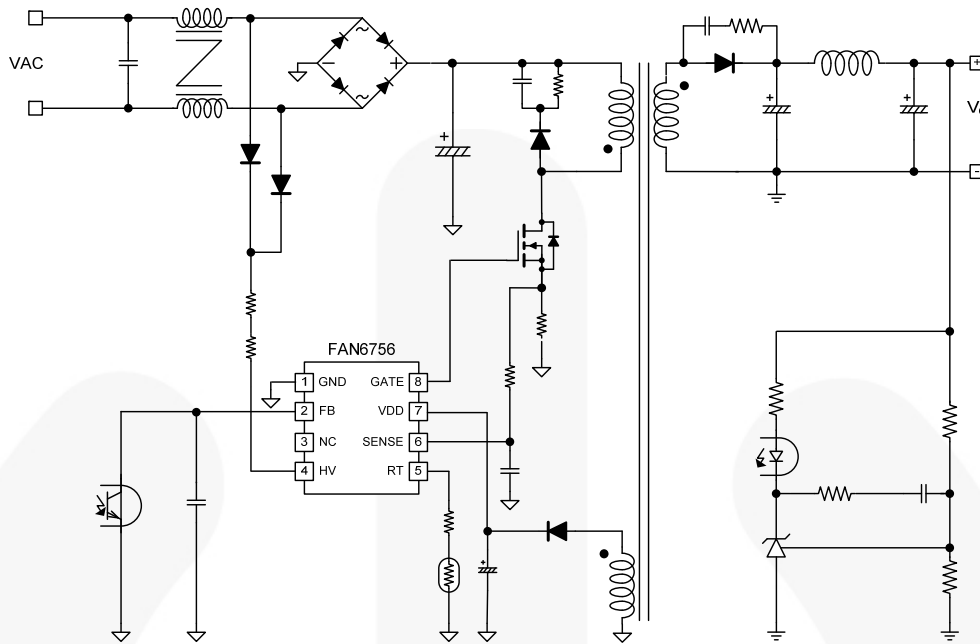 VAC
~
~
−
+
+
+
+
+
V
−
FAN6756
1 GND GATE 8
2 FB VDD 7
3 NC SENSE 6
4 HV RT 5
+